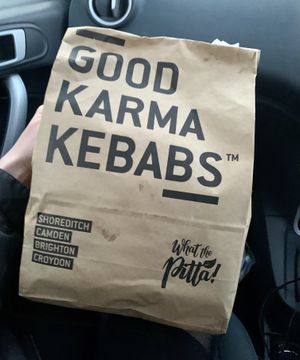 GOOD
KARMA
KEBABS™
SHOREDITCH
CAMDEN
BRIGHTON
CROYDON
What the
Pitta!